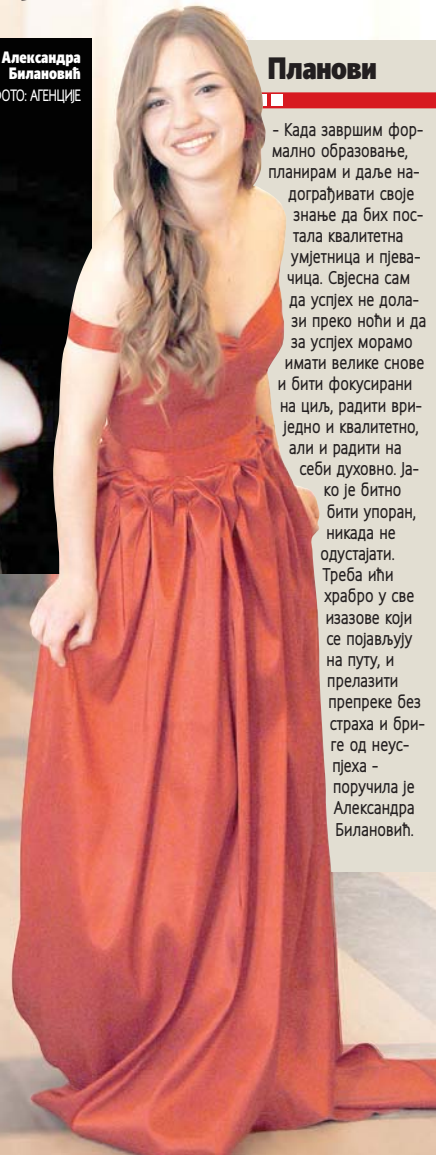 Александра
Билановић
ФОТО: АГЕНЦИЈЕ
Планови
- Када завршим фор-
мално образовање,
планирам и даље на-
дограђивати своје
знање да бих пос-
тала квалитетна
умјетница и пјева-
чица. Свјесна сам
да успјех не дола-
зи преко ноћи и да
за успјех морамо
имати велике снове
и бити фокусирани
на циљ, радити ври-
једно и квалитетно,
али и радити на
себи духовно. Ја-
ко је битно
бити упоран,
никада не
одустајати.
Треба ићи
храбро у све
изазове који
се појављују
на путу, и
прелазити
препреке без
страха и бри-
ге од неус-
пјеха -
поручила је
Александра
Билановић.